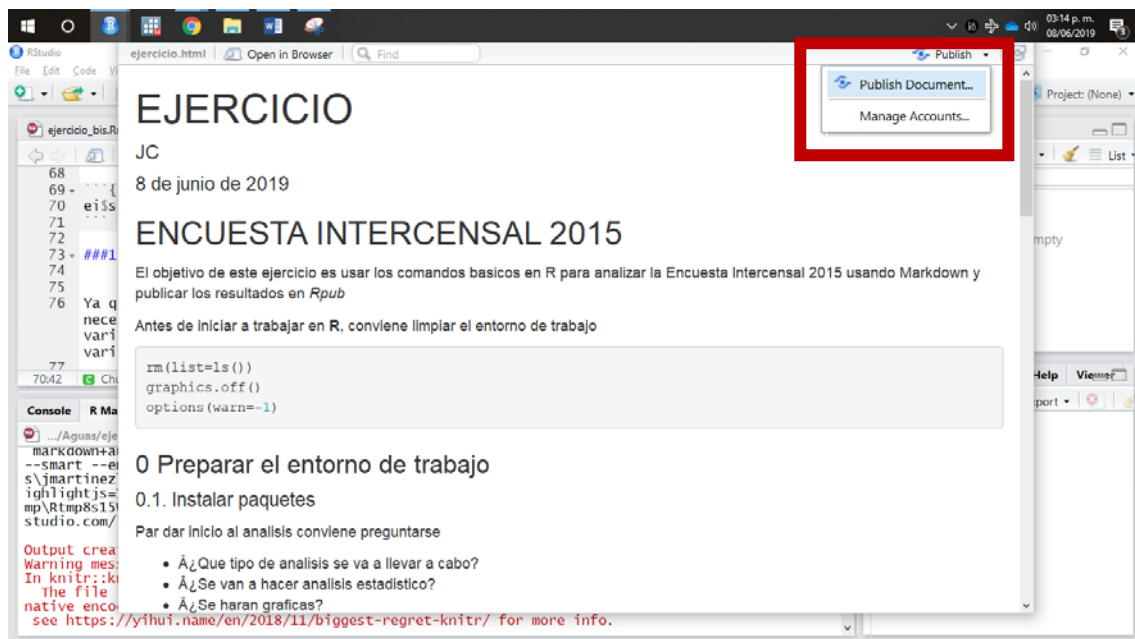 03:14 p. m.
08/06/2019
RStudio
File Edit Code
ejercicio.html Open in Browser Find Publish
Publish Document...
Manage Accounts...
Project: (None)
List
EJERCICIO
JC
8 de junio de 2019
ENCUESTA INTERCENSAL 2015
El objetivo de este ejercicio es usar los comandos basicos en R para analizar la Encuesta Intercensal 2015 usando Markdown y
publicar los resultados en Rpub
Antes de iniciar a trabajar en R, conviene limpiar el entorno de trabajo
rm(list=ls())
graphics.off()
options(warn=-1)
0 Preparar el entorno de trabajo
0.1. Instalar paquetes
Par dar inicio al analisis conviene preguntarse
• Â¿Que tipo de analisis se va a llevar a cabo?
• Â¿Se van a hacer analisis estadistico?
• Â¿Se haran graficas?
ejercicio_bis.R
68
69 ```{
70 ei$s
71 ```
72
73 ###1
74
75
76 Ya q
nece
vari
vari
77
70:42 Chu
Console R Ma
.../Aguas/eje
markdown+a
--smart --e
s\jmartinez
ighlightjs=
mp\Rtmp8s15
studio.com/
Output crea
Warning mes
In knitr::k
The file
native enco
see https://yihui.name/en/2018/11/biggest-regret-knitr/ for more info.
mpty
Help Viewer
port